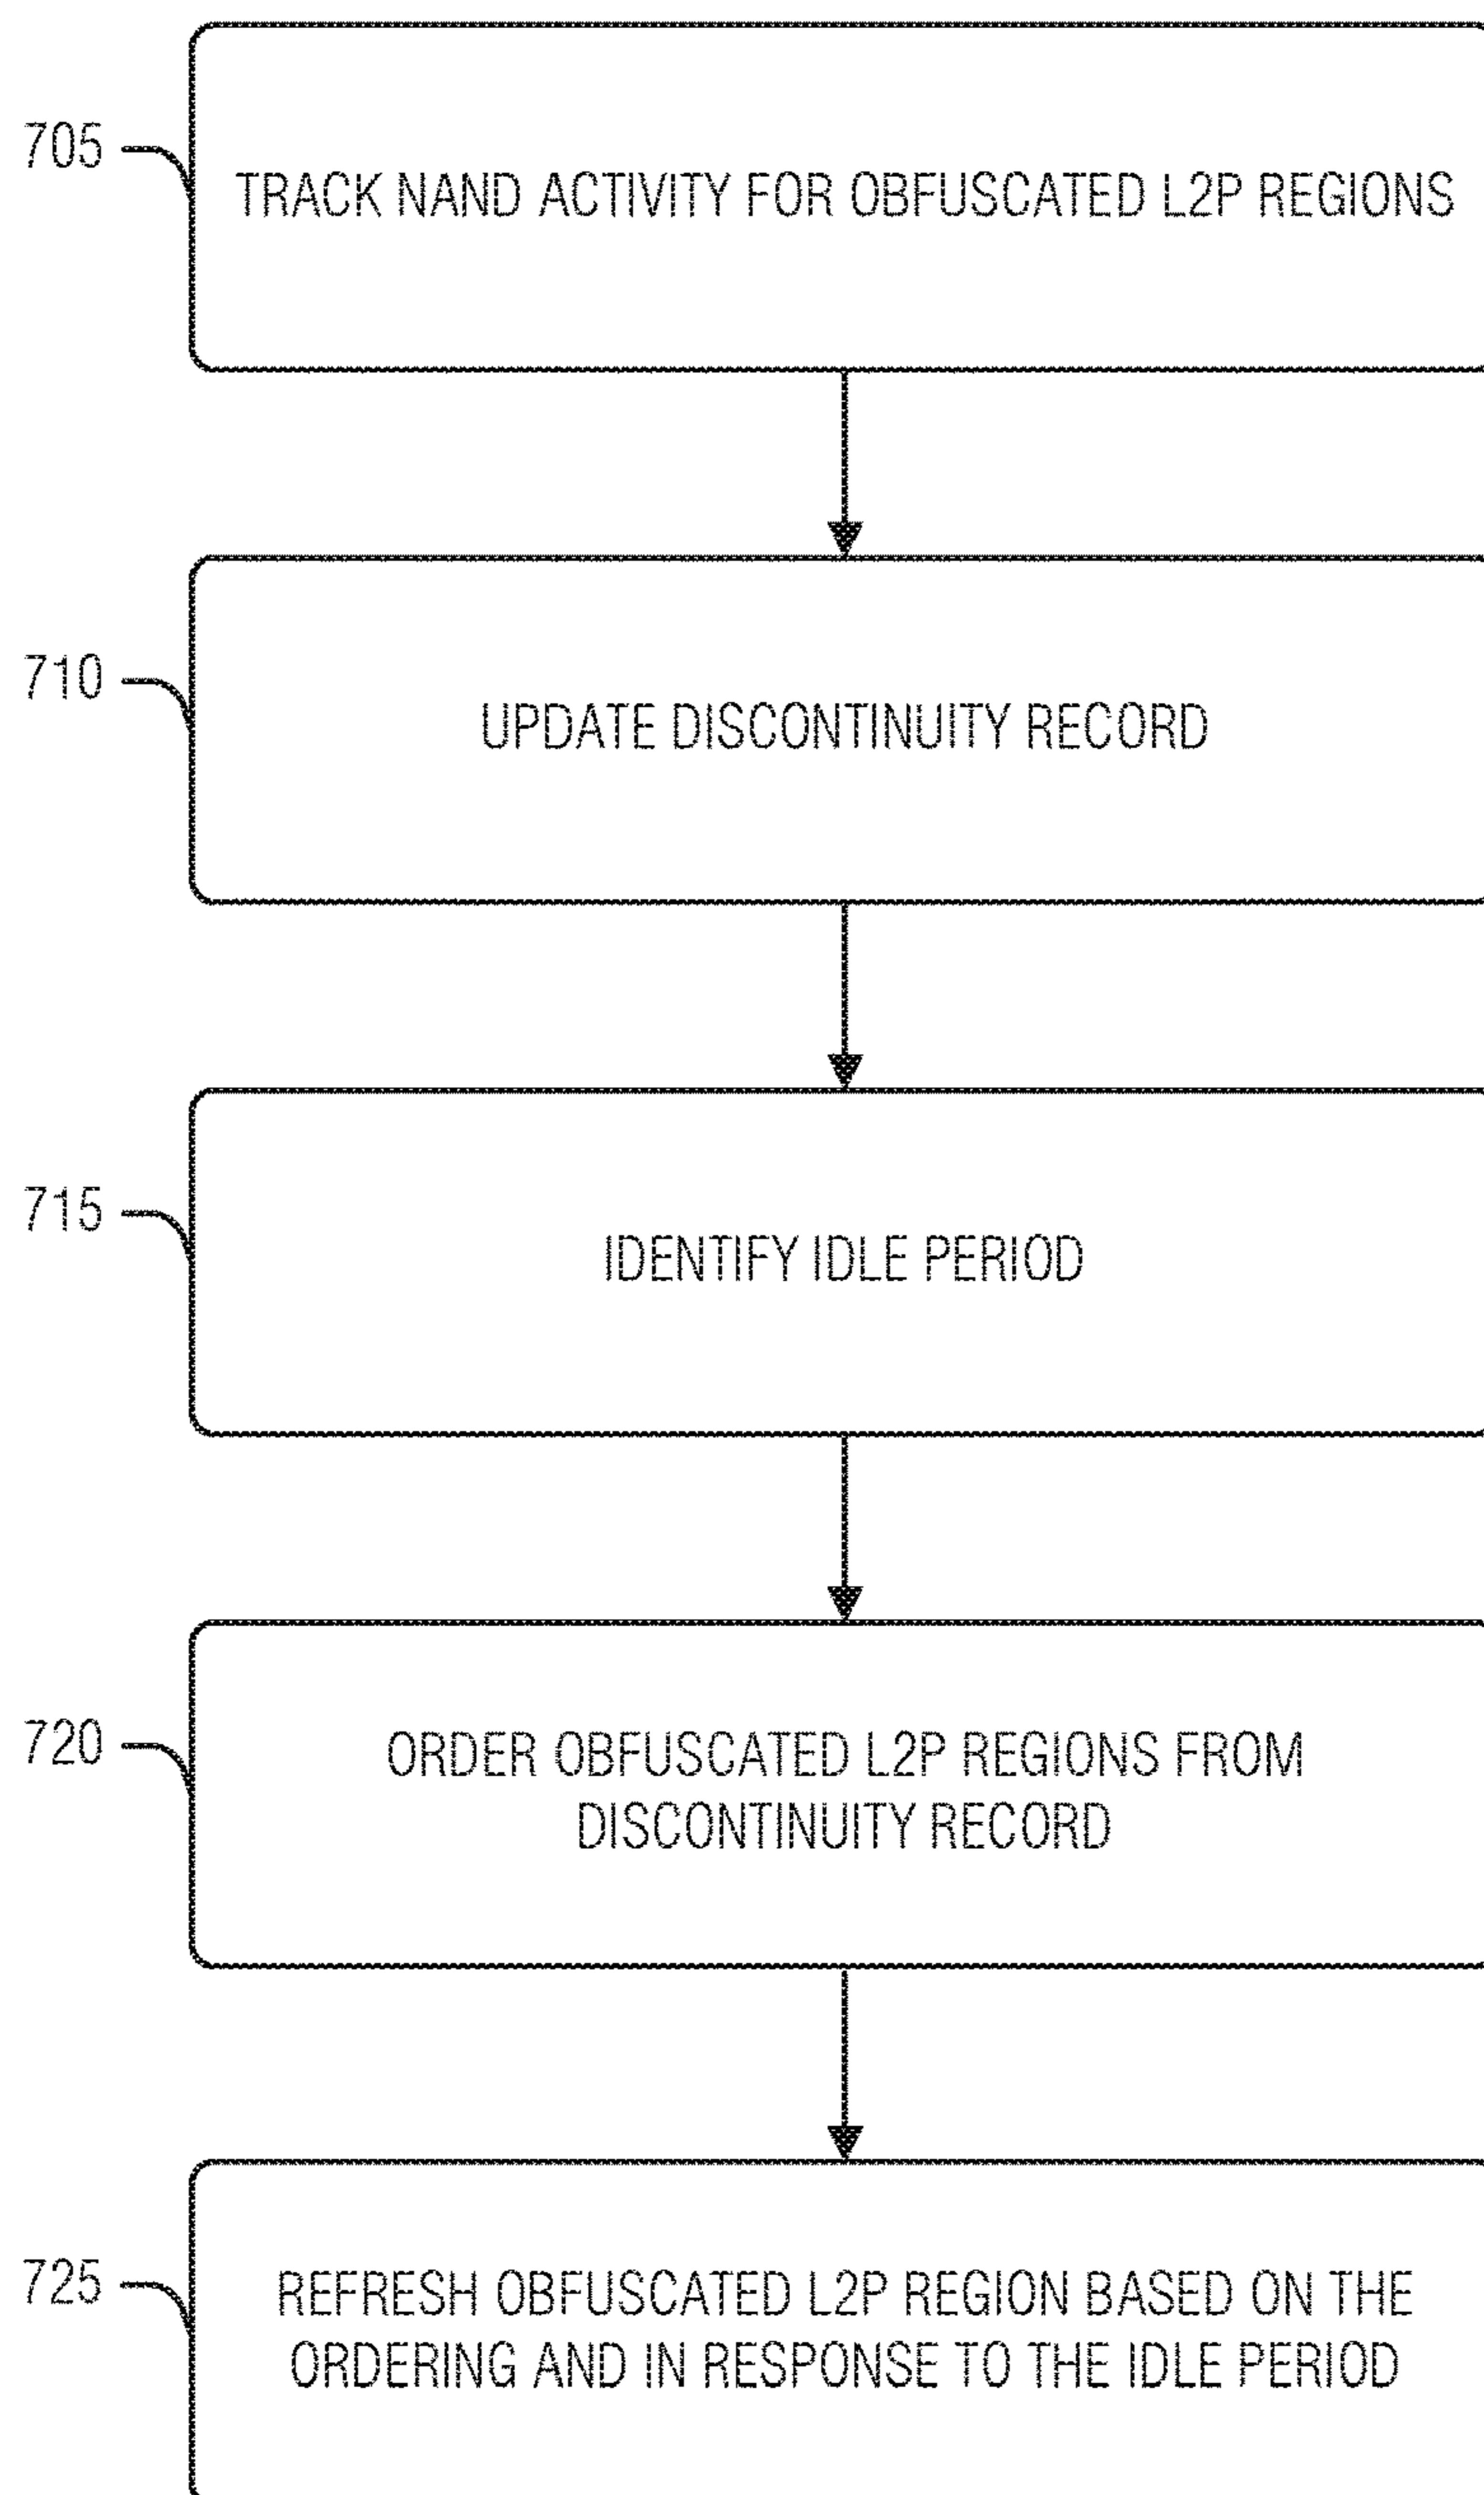 705
TRACK NAND ACTIVITY FOR OBFUSCATED L2P REGIONS
710
UPDATE DISCONTINUITY RECORD
715
IDENTIFY IDLE PERIOD
720
ORDER OBFUSCATED L2P REGIONS FROM
DISCONTINUITY RECORD
725
REFRESH OBFUSCATED L2P REGION BASED ON THE
ORDERING AND IN RESPONSE TO THE IDLE PERIOD